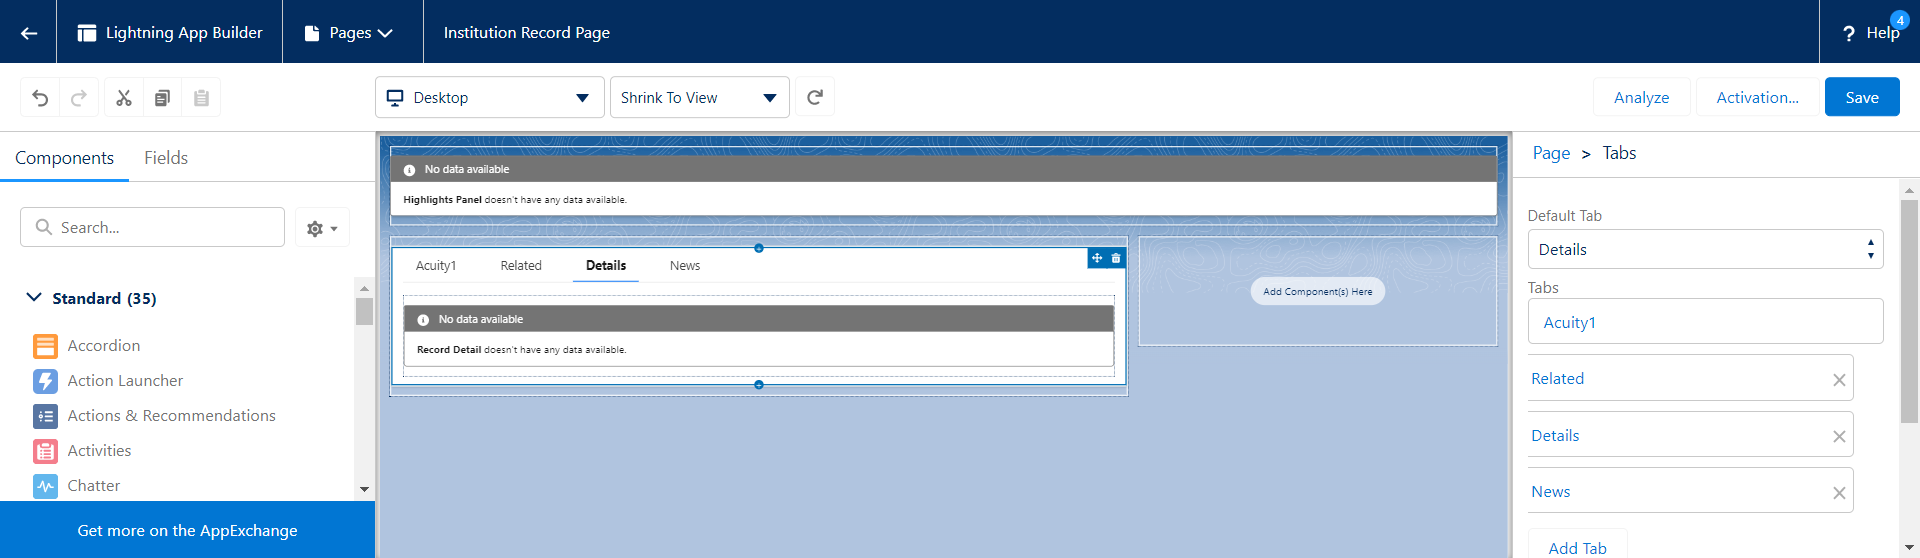 Lightning App Builder
Pages
Institution Record Page
4
? Help
Desktop
Shrink To View
Analyze
Activation...
Save
Components
Fields
Search...
Standard (35)
Accordion
Action Launcher
Actions & Recommendations
Activities
Chatter
Get more on the AppExchange
No data available
Highlights Panel doesn't have any data available.
Acuity1
Related
Details
News
No data available
Record Detail doesn't have any data available.
Add Component(s) Here
Page > Tabs
Default Tab
Details
Tabs
Acuity1
Related
Details
News
Add Tab